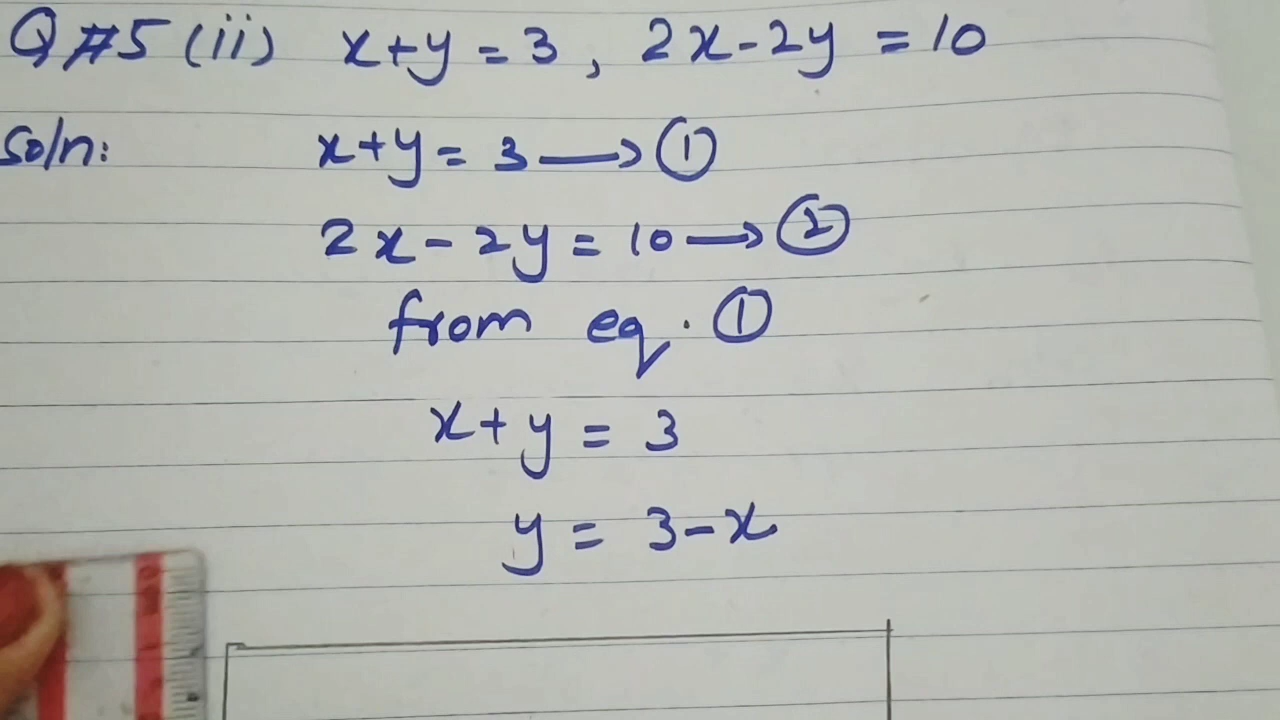 Q#5 (ii) x+y = 3, 2x-2y = 10
Soln: x+y = 3 → ①
2x - 2y = 10 → ②
from eq. ①
x+y = 3
y = 3-x